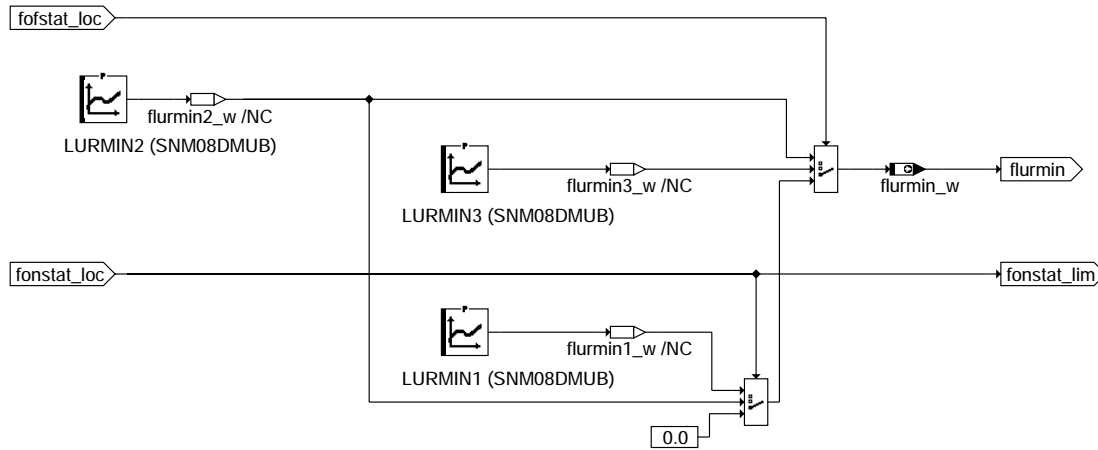 fofstat_loc
P
flurmin2_w /NC
LURMIN2 (SNM08DMUB)
P
flurmin3_w /NC
LURMIN3 (SNM08DMUB)
flurmin_w
flurmin
fonstat_loc
fonstat_lim
P
flurmin1_w /NC
LURMIN1 (SNM08DMUB)
0.0